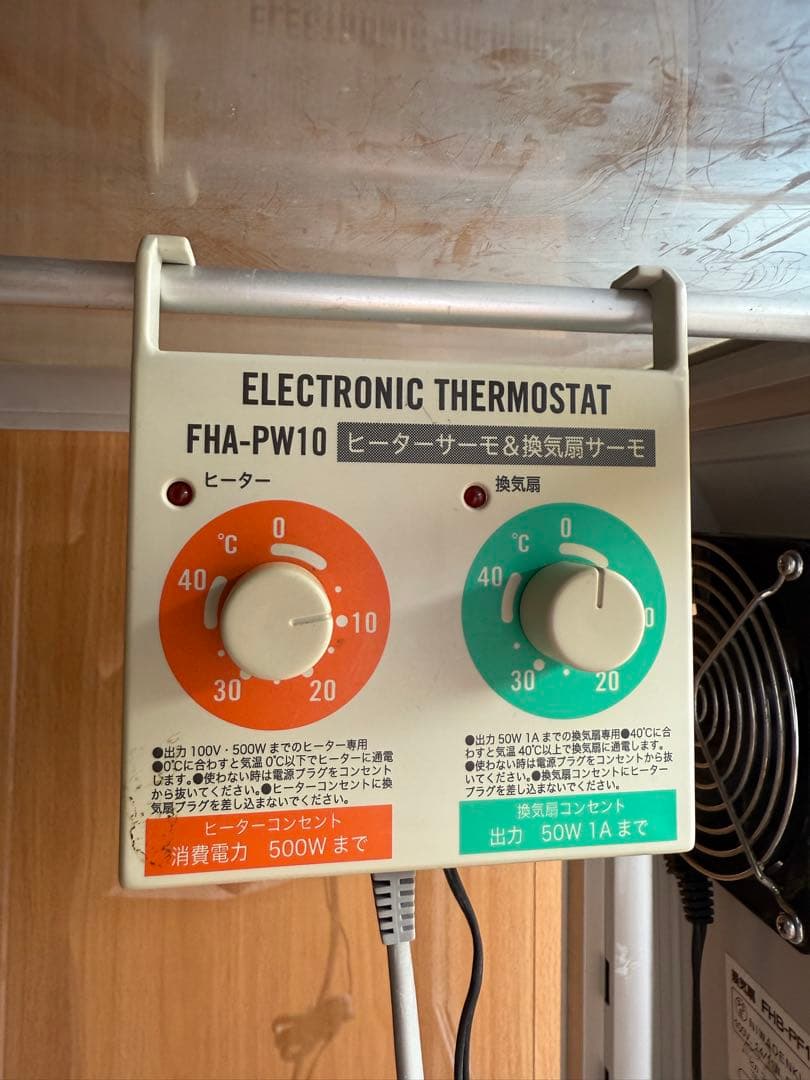 ELECTRONIC THERMOSTAT
FHA-PW10 ヒーターサーモ&換気扇サーモ
ヒーター
換気扇
℃ 0
40
10
30
20
℃ 0
40
0
30
20
●出力 100V・500W までのヒーター専用
●0℃に合わすと気温 0℃以下でヒーターに通電
します。●使わない時は電源プラグをコンセント
から抜いてください。●ヒーターコンセントに換
気扇プラグを差し込まないでください。
●出力 50W 1A までの換気扇専用●40℃に合
わすと気温 40℃以上で換気扇に通電します。
●使わない時は電源プラグをコンセントから抜
いてください。●換気扇コンセントにヒーター
プラグを差し込まないでください。
ヒーターコンセント
消費電力 500W まで
換気扇コンセント
出力 50W 1A まで
換気扇 FHB-PF
NIWADENK